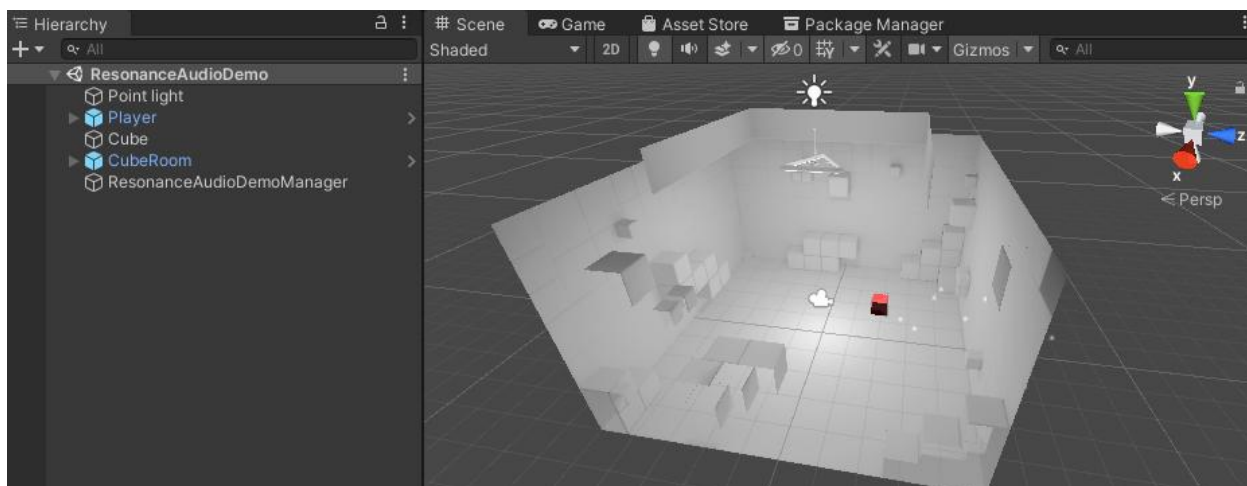 Hierarchy
All
ResonanceAudioDemo
Point light
Player
Cube
CubeRoom
ResonanceAudioDemoManager
Scene Game Asset Store Package Manager
Shaded 2D 0 Gizmos All
y
z
x
Persp